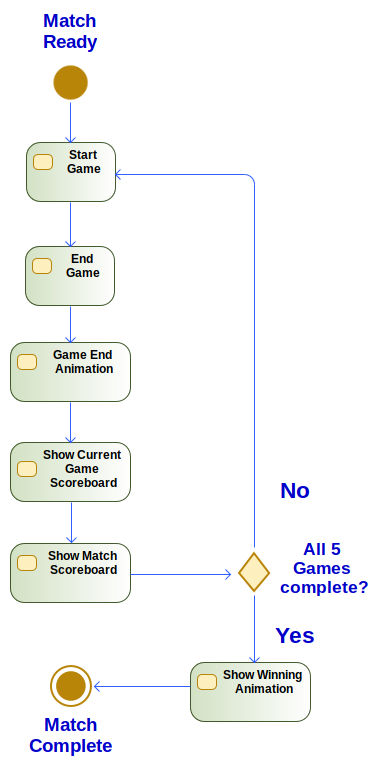 Match
Ready
Start
Game
End
Game
Game End
Animation
Show Current
Game
Scoreboard
Show Match
Scoreboard
No
All 5
Games
complete?
Yes
Show Winning
Animation
Match
Complete